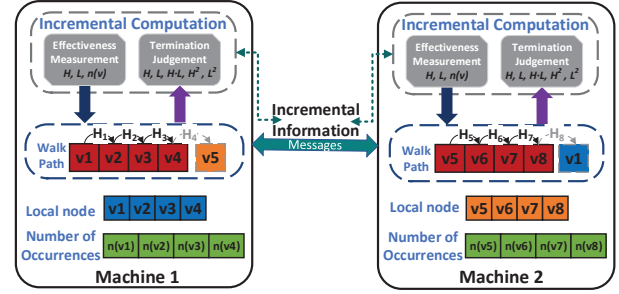 Incremental Computation
Effectiveness
Measurement
H, L, n(v)
Termination
Judgement
H, L, H·L, H², L²
H₁ H₂ H₃ H₄
Walk
Path
v1 v2 v3 v4 v5
Local node
v1 v2 v3 v4
Number of
Occurrences
n(v1) n(v2) n(v3) n(v4)
Machine 1
Incremental
Information
Messages
Incremental Computation
Effectiveness
Measurement
H, L, n(v)
Termination
Judgement
H, L, H·L, H², L²
H₅ H₆ H₇ H₈
Walk
Path
v5 v6 v7 v8 v1
Local node
v5 v6 v7 v8
Number of
Occurrences
n(v5) n(v6) n(v7) n(v8)
Machine 2